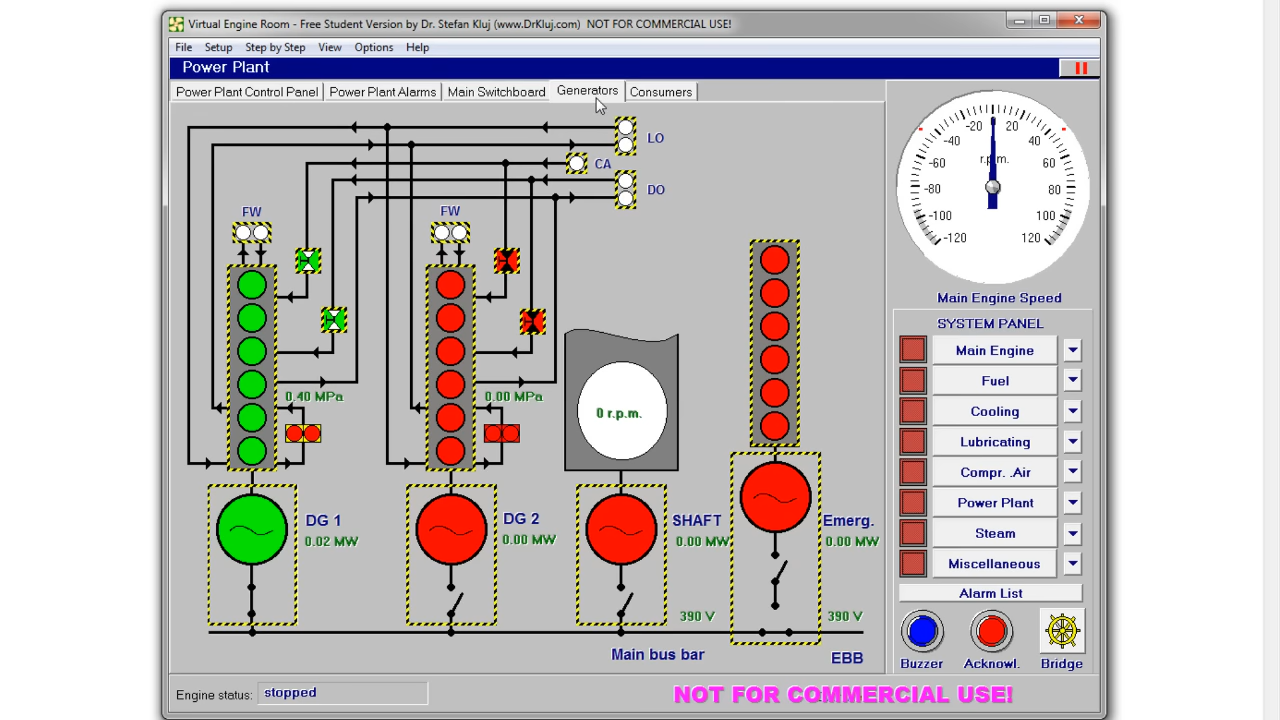 Virtual Engine Room - Free Student Version by Dr. Stefan Kluj (www.DrKluj.com) NOT FOR COMMERCIAL USE!
File Setup Step by Step View Options Help
Power Plant
Power Plant Control Panel Power Plant Alarms Main Switchboard Generators Consumers
LO
CA
DO
FW FW
0.40 MPa 0.00 MPa
0 r.p.m.
DG 1 DG 2 SHAFT Emerg.
0.02 MW 0.00 MW 0.00 MW 0.00 MW
390 V 390 V
Main bus bar EBB
-20 20
-40 40
r.p.m.
-60 60
-80 80
-100 100
-120 120
Main Engine Speed
SYSTEM PANEL
Main Engine
Fuel
Cooling
Lubricating
Compr. .Air
Power Plant
Steam
Miscellaneous
Alarm List
Buzzer Acknowl. Bridge
Engine status: stopped
NOT FOR COMMERCIAL USE!